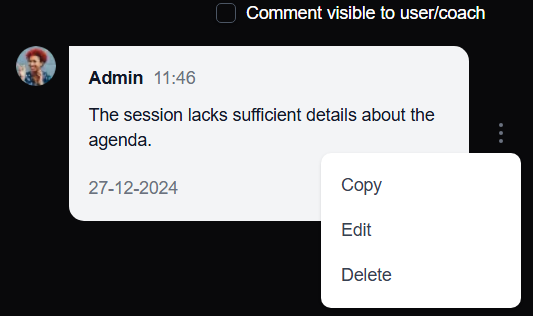 Comment visible to user/coach
Admin 11:46
The session lacks sufficient details about the
agenda.
27-12-2024
Copy
Edit
Delete